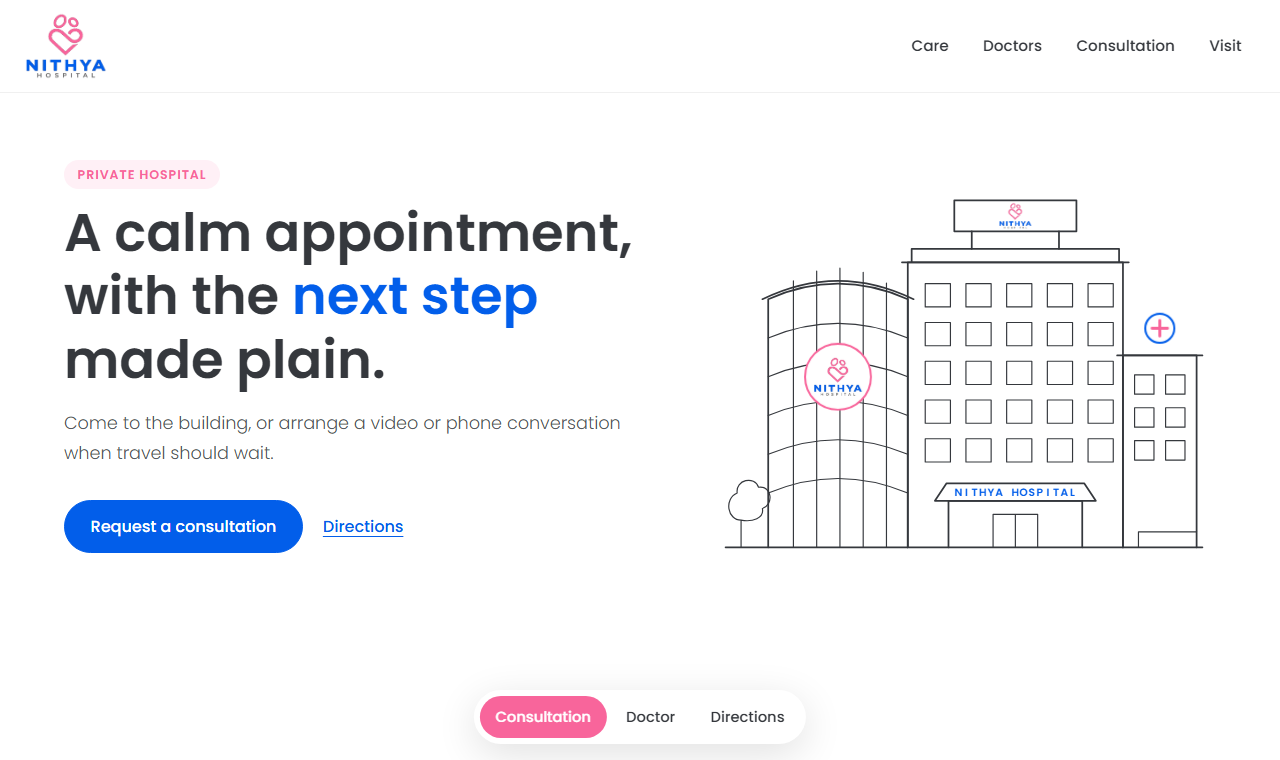 NITHYA
HOSPITAL
Care Doctors Consultation Visit
PRIVATE HOSPITAL
A calm appointment,
with the next step
made plain.
Come to the building, or arrange a video or phone conversation
when travel should wait.
Request a consultation Directions
NITHYA
NITHYA
HOSPITAL
NITHYA HOSPITAL
Consultation Doctor Directions